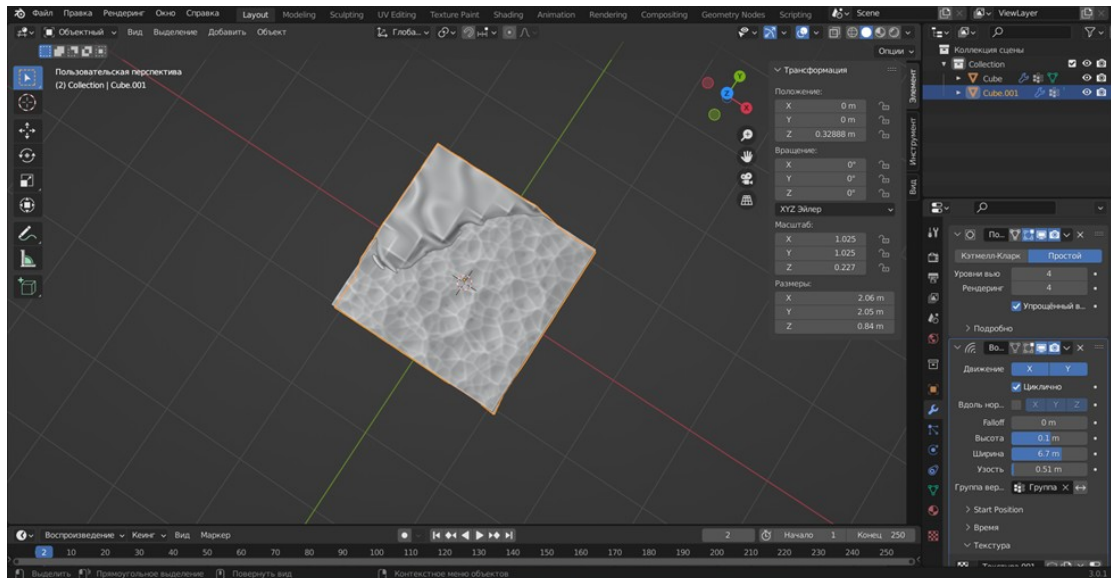 Файл Правка Рендеринг Окно Справка Layout Modeling Sculpting UV Editing Texture Paint Shading Animation Rendering Compositing Geometry Nodes Scripting Scene ViewLayer
Объектный Вид Выделение Добавить Объект Глоба...
Опции
Пользовательская перспектива
(2) Collection | Cube.001
Y
Z
X
Трансформация
Положение:
X 0 m
Y 0 m
Z 0.32888 m
Вращение:
X 0°
Y 0°
Z 0°
XYZ Эйлер
Масштаб:
X 1.025
Y 1.025
Z 0.227
Размеры:
X 2.06 m
Y 2.05 m
Z 0.84 m
Элемент
Инструмент
Вид
Коллекция сцены
Collection
Cube
Cube.001
По...
Кэтмелл-Кларк Простой
Уровни вью 4
Рендеринг 4
Упрощённый в...
Подробно
Во...
Движение X Y
Циклично
Вдоль нор... X Y Z
Falloff 0 m
Высота 0.1 m
Ширина 6.7 m
Узость 0.51 m
Группа вер... Группа
Start Position
Время
Текстура
Воспроизведение Кеинг Вид Маркер 2 Начало 1 Конец 250
2 10 20 30 40 50 60 70 80 90 100 110 120 130 140 150 160 170 180 190 200 210 220 230 240 250
Выделить Прямоугольное выделение Повернуть вид Контекстное меню объектов 3.0.1